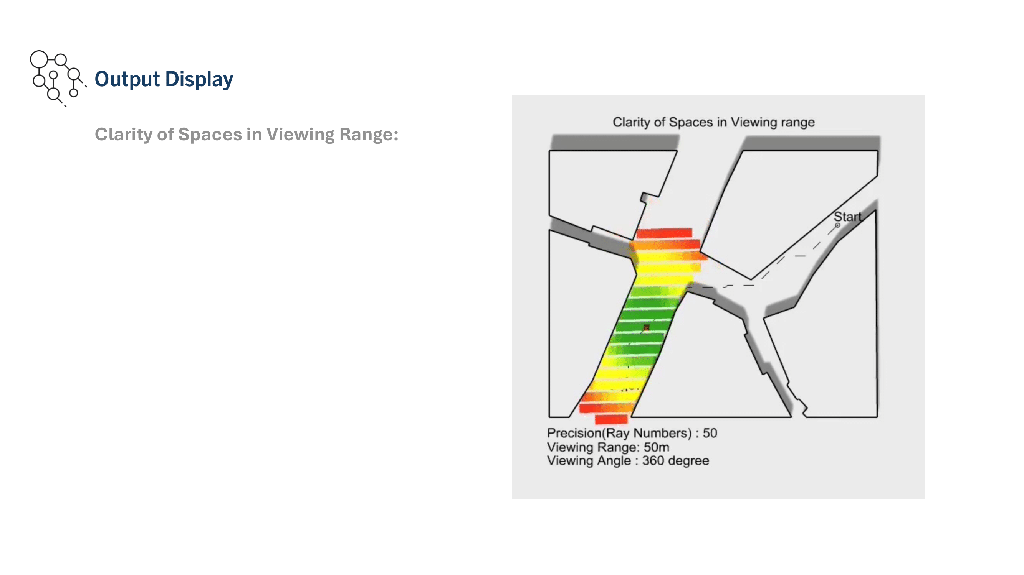 Output Display
Clarity of Spaces in Viewing Range:
Clarity of Spaces in Viewing range
Start
Precision(Ray Numbers) : 50
Viewing Range: 50m
Viewing Angle : 360 degree